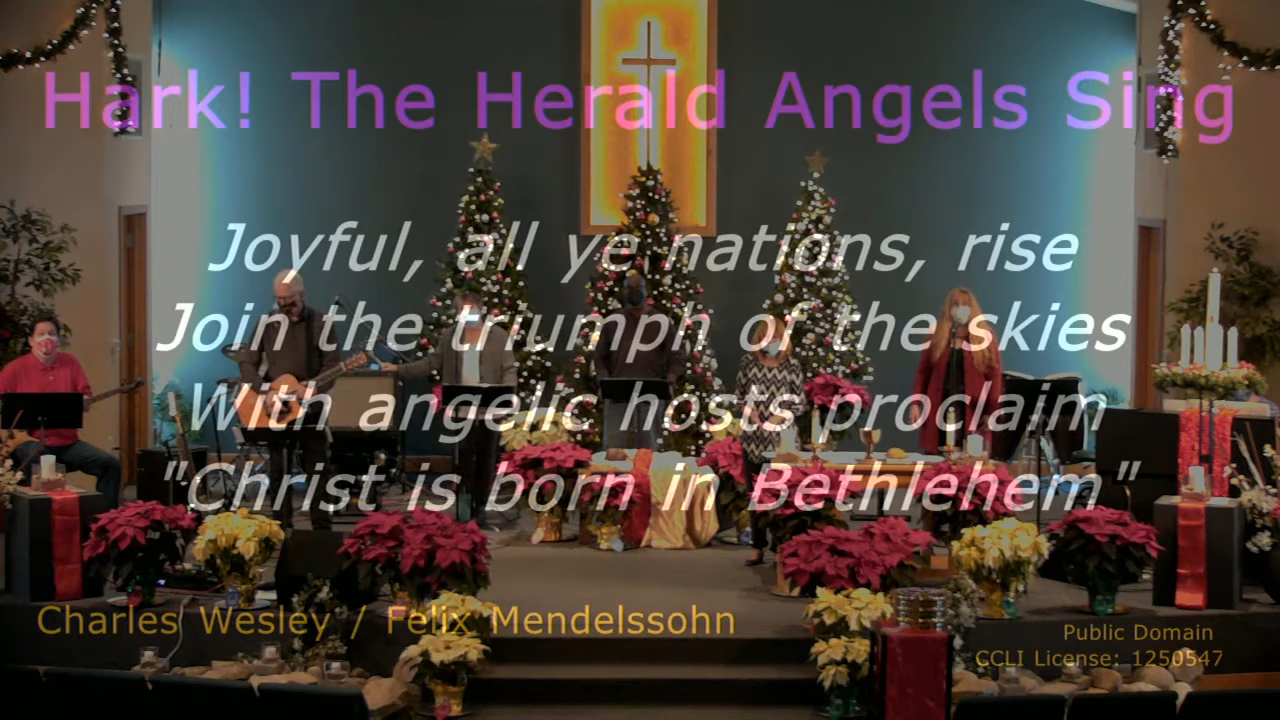 Hark! The Herald Angels Sing
Joyful, all ye nations, rise
Join the triumph of the skies
With angelic hosts proclaim
"Christ is born in Bethlehem"
Charles Wesley / Felix Mendelssohn
Public Domain
CCLI License: 1250547